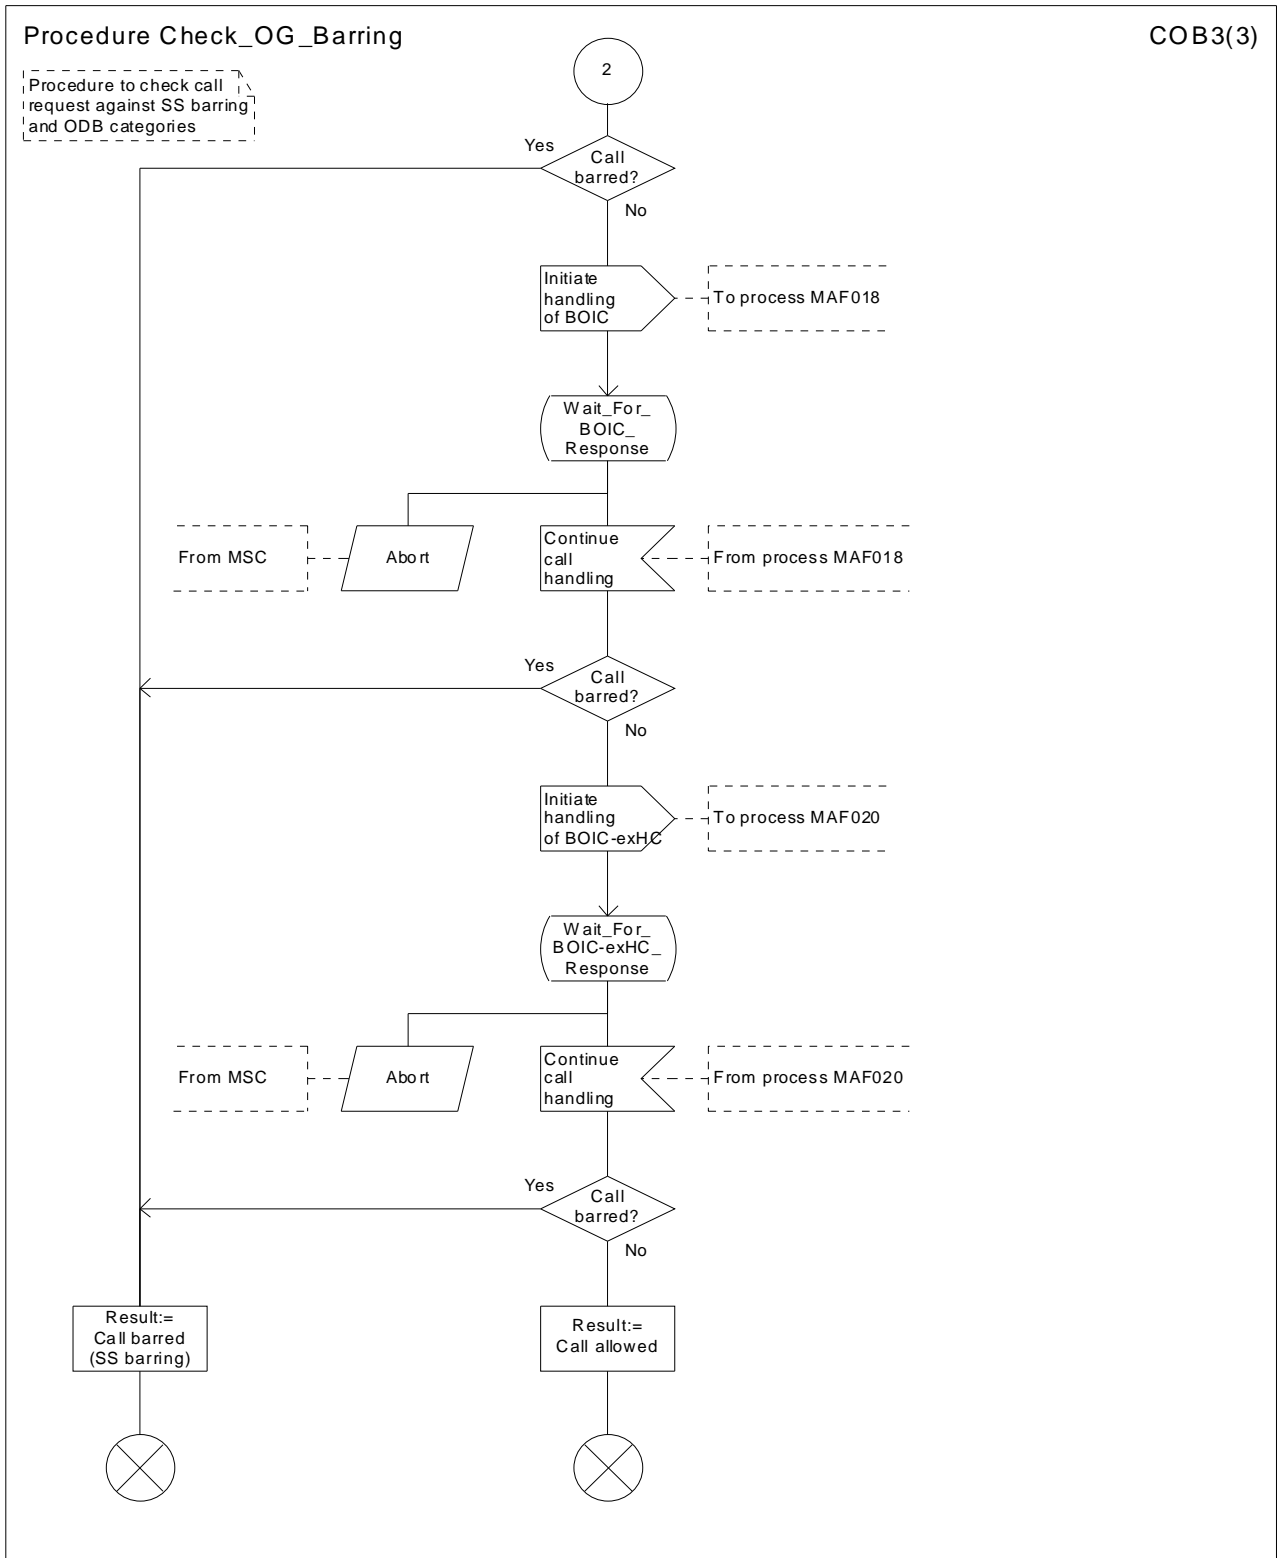 Procedure Check_OG_Barring
COB3(3)
Procedure to check call
request against SS barring
and ODB categories
2
Yes
Call
barred?
No
Initiate
handling
of BOIC
To process MAF018
Wait_For_
BOIC_
Response
From MSC
Abort
Continue
call
handling
From process MAF018
Yes
Call
barred?
No
Initiate
handling
of BOIC-exHC
To process MAF020
Wait_For_
BOIC-exHC_
Response
From MSC
Abort
Continue
call
handling
From process MAF020
Yes
Call
barred?
No
Result:=
Call barred
(SS barring)
Result:=
Call allowed